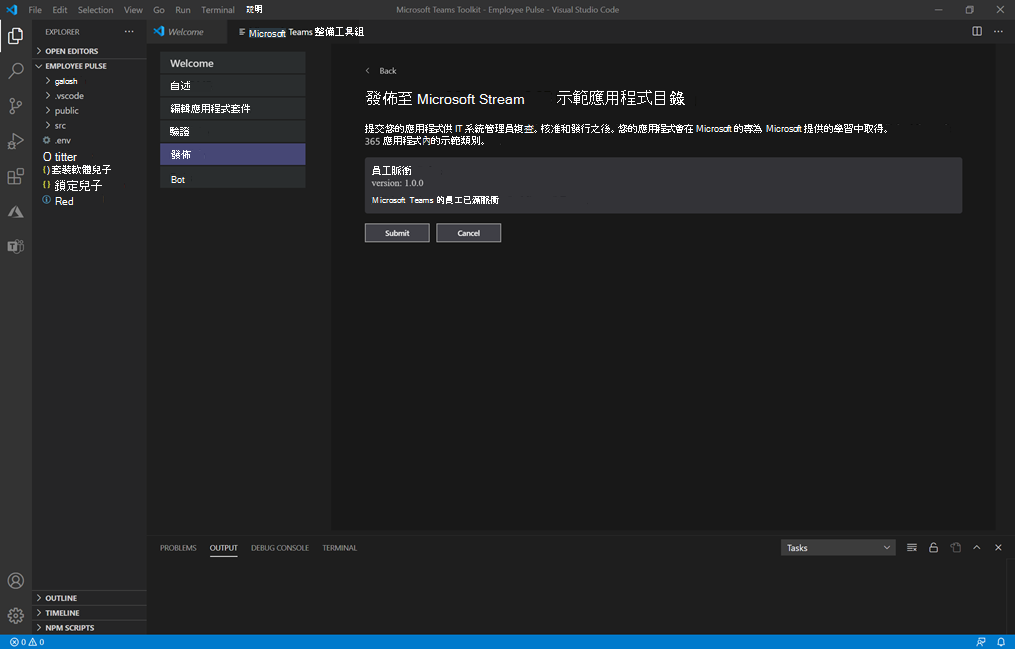 File Edit Selection View Go Run Terminal 說明 Microsoft Teams Toolkit - Employee Pulse - Visual Studio Code
EXPLORER
OPEN EDITORS
EMPLOYEE PULSE
galash
.vscode
public
src
.env
O titter
套裝軟體兒子
鎖定兒子
Red
OUTLINE
TIMELINE
NPM SCRIPTS
Welcome
Microsoft Teams 整備工具組
Welcome
自述
編輯應用程式套件
驗證
發佈
Bot
Back
發佈至 Microsoft Stream 示範應用程式目錄
提交您的應用程式供 IT 系統管理員複查。核准和發行之後。您的應用程式會在 Microsoft 的專為 Microsoft 提供的學習中取得。
365 應用程式內的示範類別。
員工脈衝
version: 1.0.0
Microsoft Teams 的員工已滿脈衝
Submit Cancel
PROBLEMS OUTPUT DEBUG CONSOLE TERMINAL
Tasks
0 0